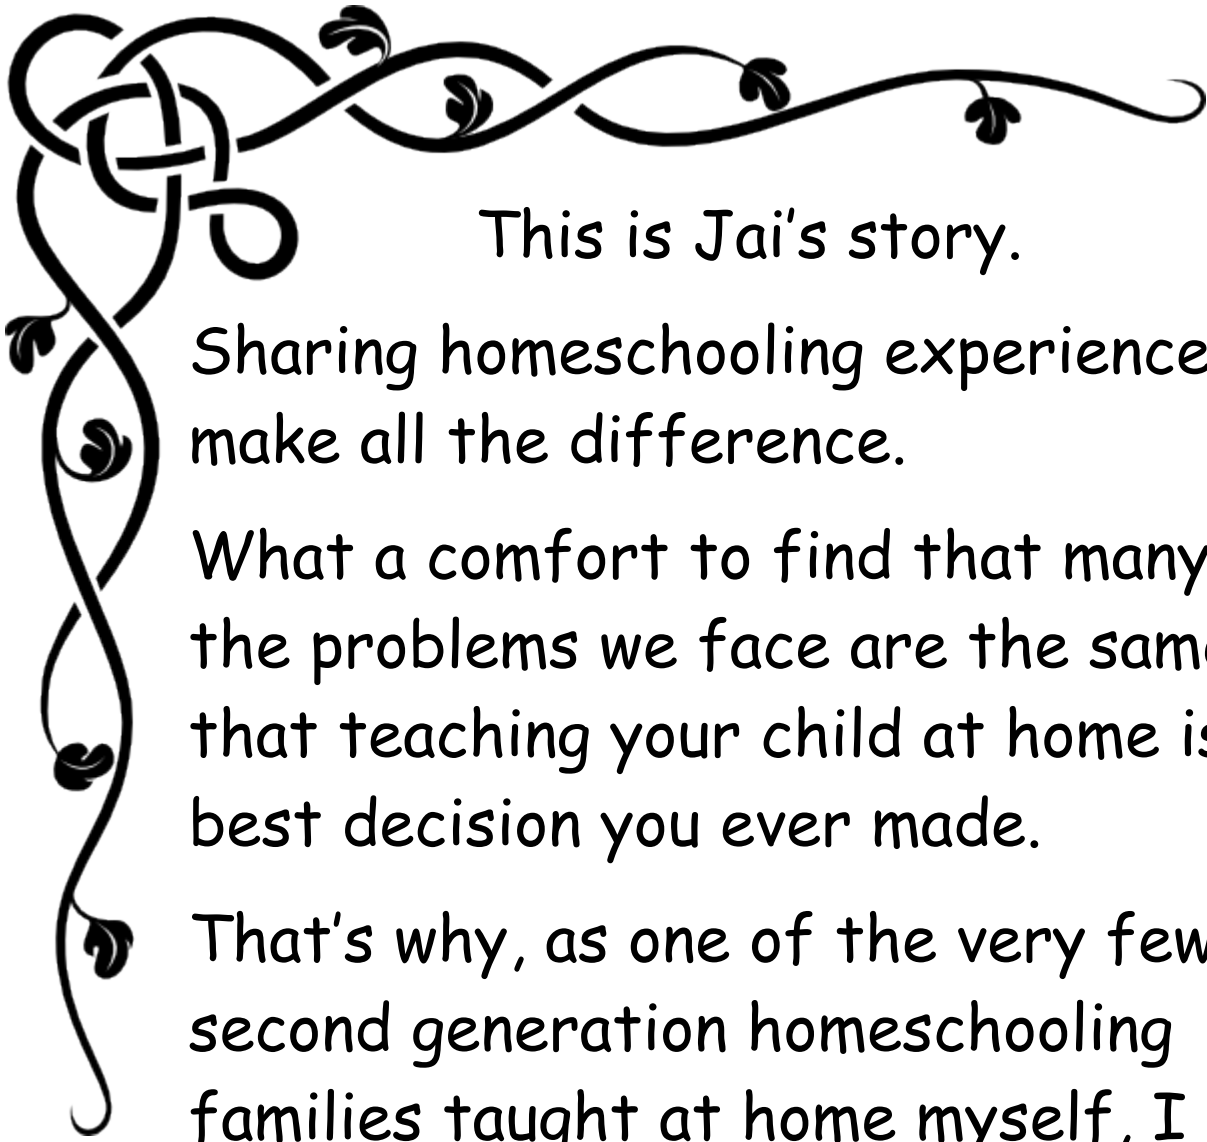 This is Jai's story.
Sharing homeschooling experience
make all the difference.
What a comfort to find that many
the problems we face are the same
that teaching your child at home is
best decision you ever made.
That's why, as one of the very few
second generation homeschooling
families taught at home myself, I